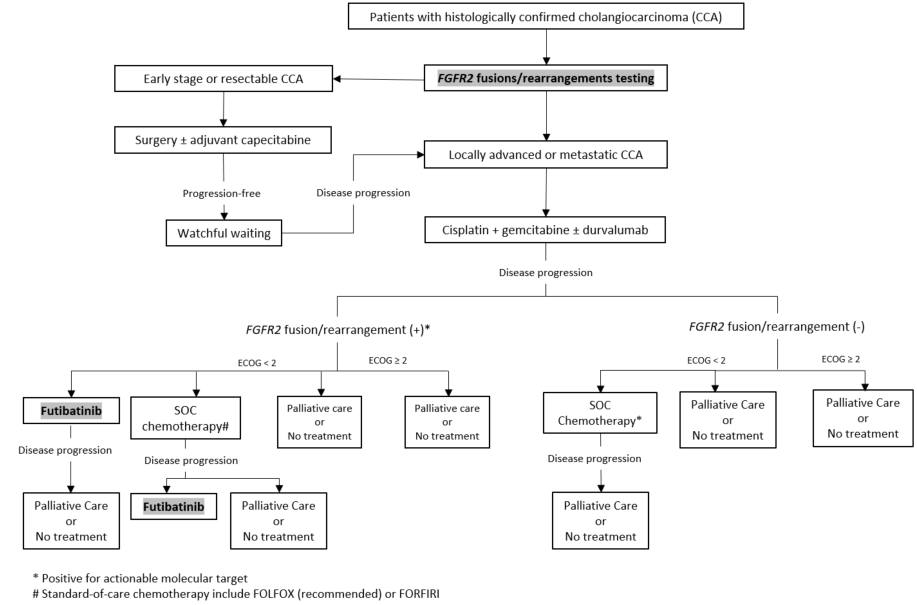 Patients with histologically confirmed cholangiocarcinoma (CCA)
Early stage or resectable CCA
FGFR2 fusions/rearrangements testing
Surgery ± adjuvant capecitabine
Locally advanced or metastatic CCA
Progression-free
Disease progression
Watchful waiting
Cisplatin + gemcitabine ± durvalumab
Disease progression
FGFR2 fusion/rearrangement (+)*
FGFR2 fusion/rearrangement (-)
ECOG < 2
ECOG ≥ 2
ECOG < 2
ECOG ≥ 2
Futibatinib
SOC
chemotherapy#
Palliative care
or
No treatment
Palliative care
or
No treatment
SOC
Chemotherapy*
Palliative Care
or
No treatment
Palliative Care
or
No treatment
Disease progression
Disease progression
Disease progression
Palliative Care
or
No treatment
Futibatinib
Palliative Care
or
No treatment
Palliative Care
or
No treatment
* Positive for actionable molecular target
# Standard-of-care chemotherapy include FOLFOX (recommended) or FORFIRI